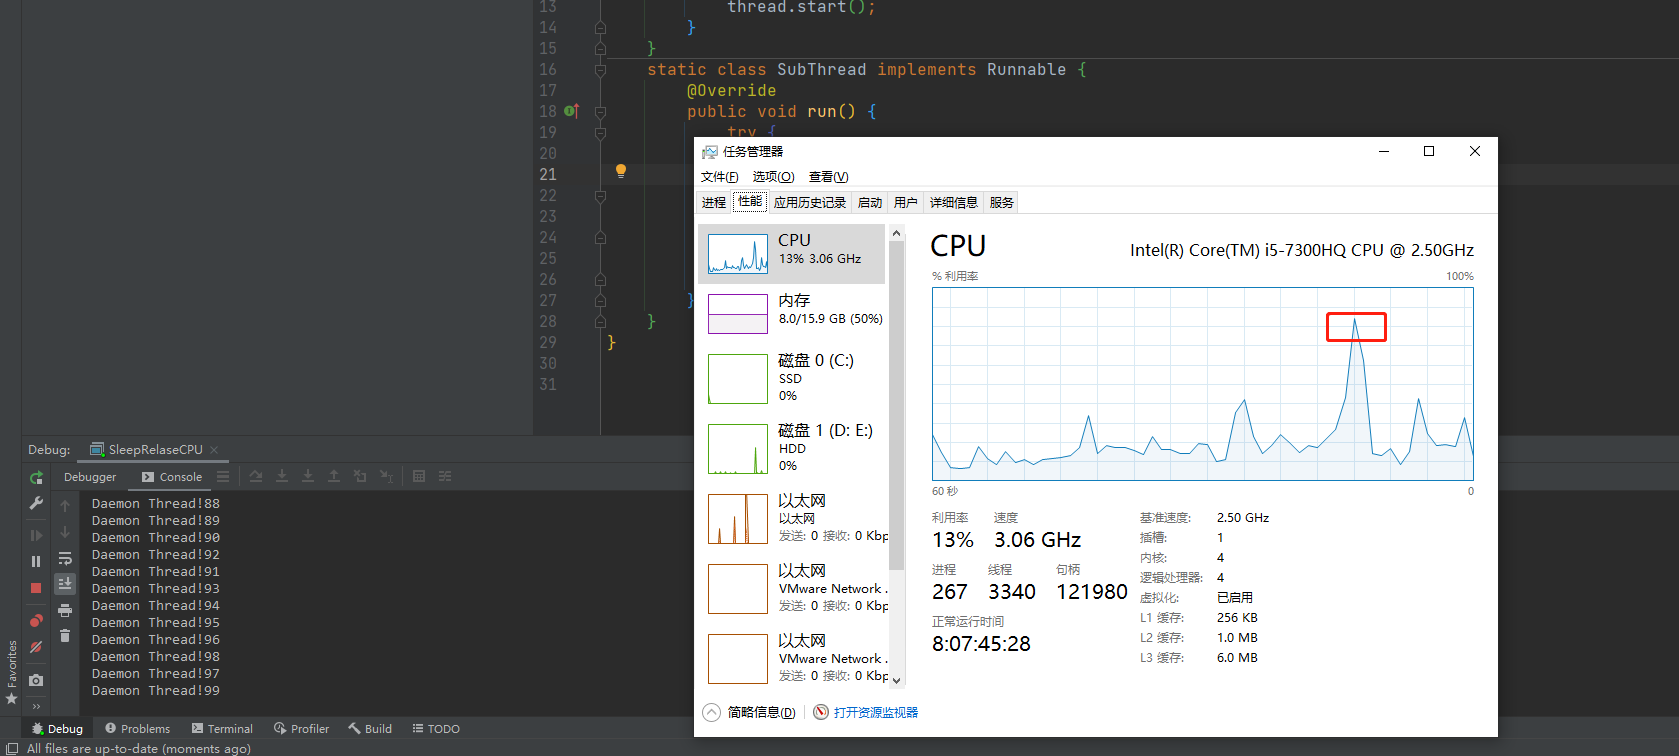 13 thread.start();
14 }
15 }
16 static class SubThread implements Runnable {
17 @Override
18 public void run() {
19 try {
20
21
22
23
24
25
26
27 }
28 }
29 }
30
31
任务管理器
文件(F) 选项(O) 查看(V)
进程 性能 应用历史记录 启动 用户 详细信息 服务
CPU
13% 3.06 GHz
内存
8.0/15.9 GB (50%)
磁盘 0 (C:)
SSD
0%
磁盘 1 (D: E:)
HDD
0%
以太网
以太网
发送: 0 接收: 0 Kbp
以太网
VMware Network .
发送: 0 接收: 0 Kbp
以太网
VMware Network .
发送: 0 接收: 0 Kbp
CPU Intel(R) Core(TM) i5-7300HQ CPU @ 2.50GHz
% 利用率 100%
60 秒 0
利用率 速度
13% 3.06 GHz
进程 线程 句柄
267 3340 121980
正常运行时间
8:07:45:28
基准速度: 2.50 GHz
插槽: 1
内核: 4
逻辑处理器: 4
虚拟化: 已启用
L1 缓存: 256 KB
L2 缓存: 1.0 MB
L3 缓存: 6.0 MB
简略信息(D) 打开资源监视器
Debug: SleepRelaseCPU
Debugger Console
Daemon Thread!88
Daemon Thread!89
Daemon Thread!90
Daemon Thread!92
Daemon Thread!91
Daemon Thread!93
Daemon Thread!94
Daemon Thread!95
Daemon Thread!96
Daemon Thread!98
Daemon Thread!97
Daemon Thread!99
Favorites
Debug Problems Terminal Profiler Build TODO
All files are up-to-date (moments ago)